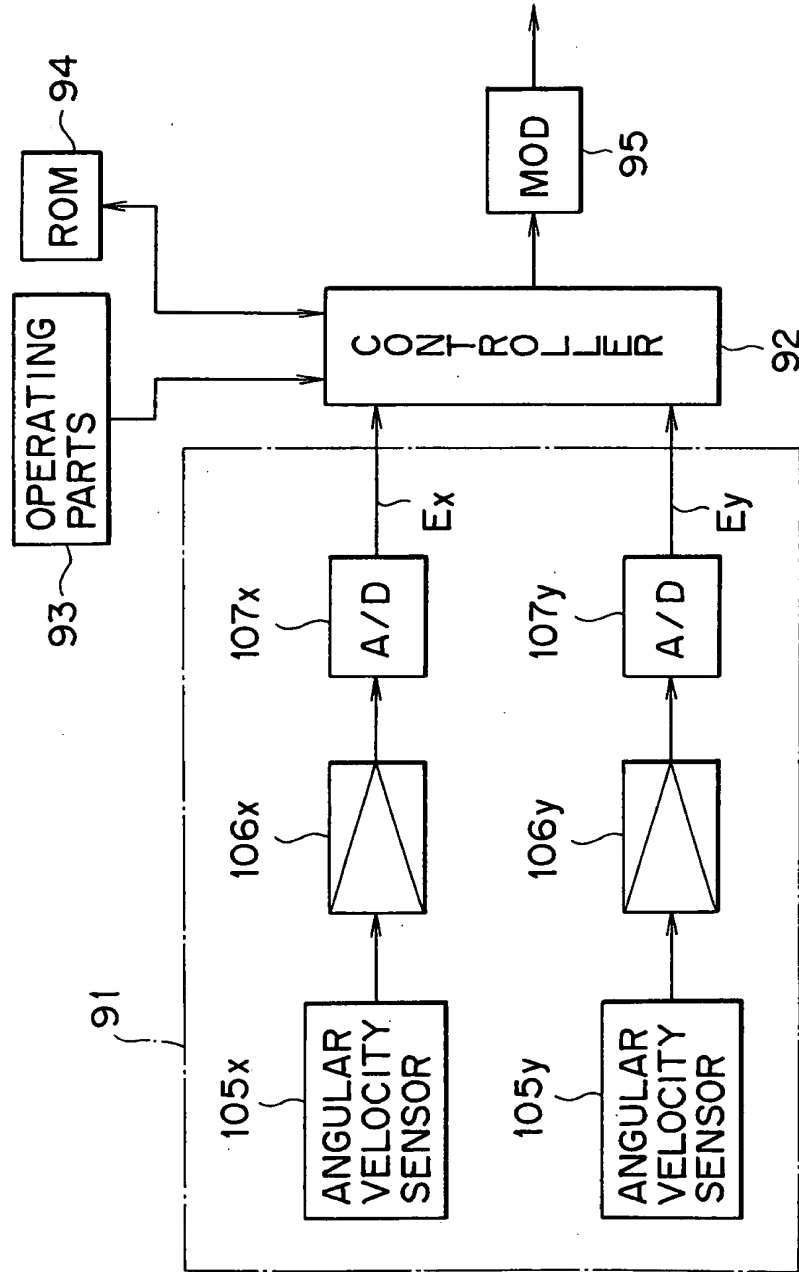 91
105x
ANGULAR
VELOCITY
SENSOR
106x
107x
A/D
Ex
105y
ANGULAR
VELOCITY
SENSOR
106y
107y
A/D
Ey
93
OPERATING
PARTS
ROM
94
CONTROLLER
92
MOD
95